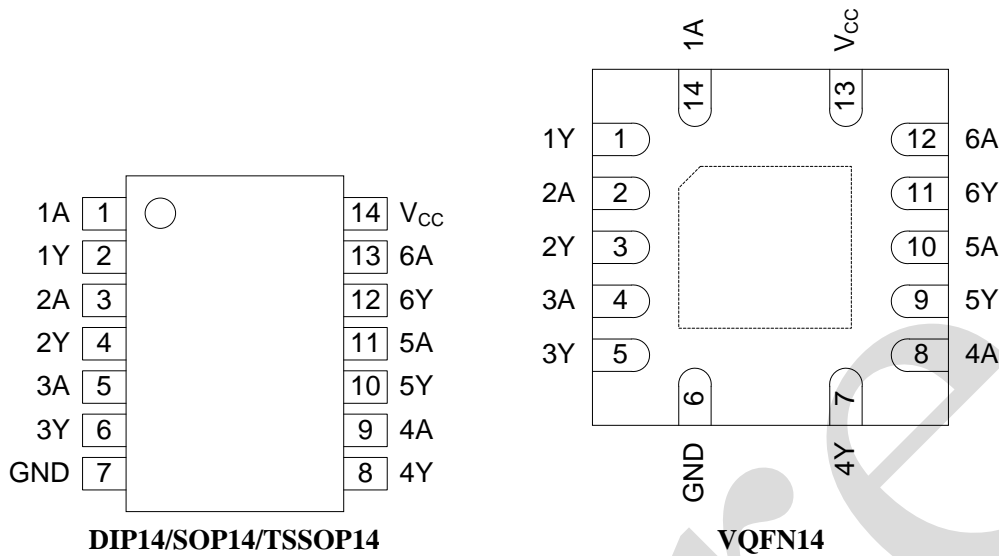 1A 1
1Y 2
2A 3
2Y 4
3A 5
3Y 6
GND 7
14 VCC
13 6A
12 6Y
11 5A
10 5Y
9 4A
8 4Y
DIP14/SOP14/TSSOP14
1A
14
VCC
13
1Y 1
2A 2
2Y 3
3A 4
3Y 5
12 6A
11 6Y
10 5A
9 5Y
8 4A
6
GND
7
4Y
VQFN14